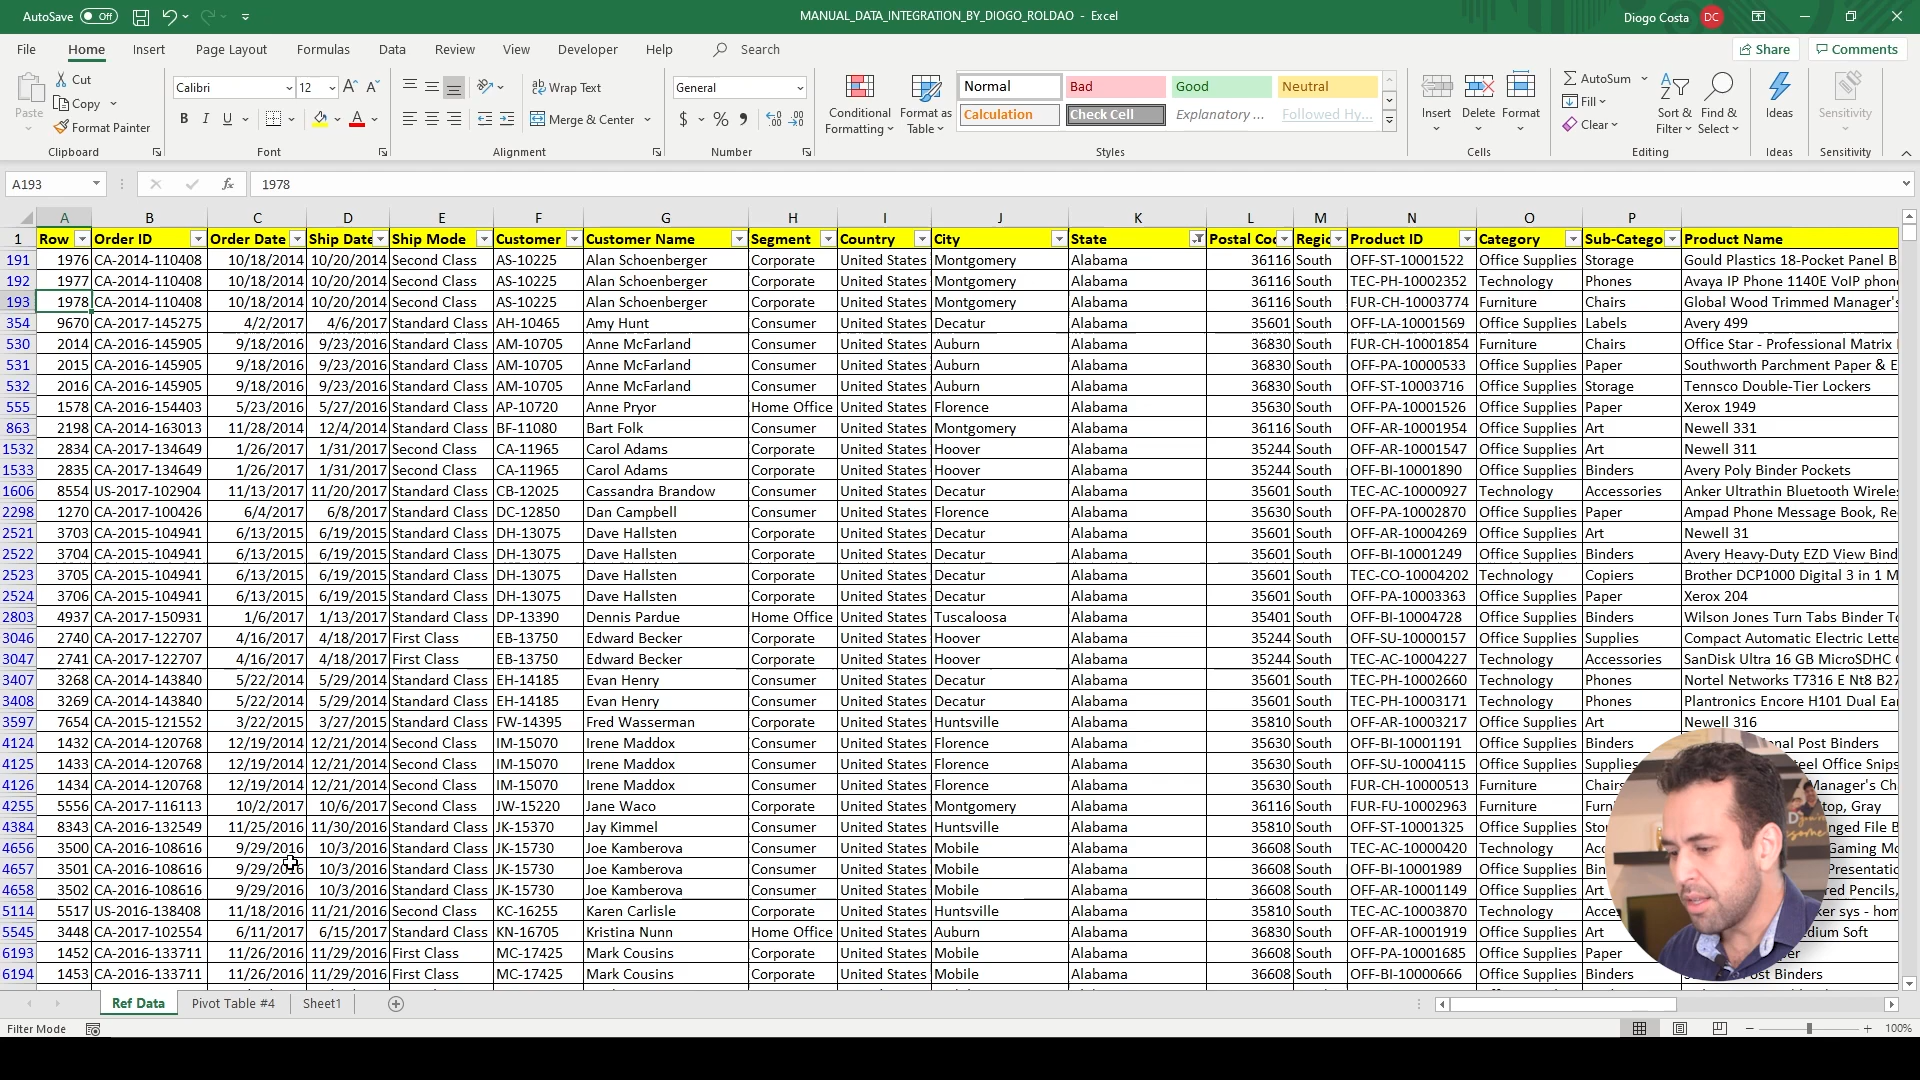 AutoSave Off MANUAL_DATA_INTEGRATION_BY_DIOGO_ROLDAO - Excel Diogo Costa DC
File Home Insert Page Layout Formulas Data Review View Developer Help Search Share Comments
Paste Cut Copy Format Painter Clipboard
Calibri 12 B I U A Font
Wrap Text Merge & Center Alignment
General $ % Number
Conditional Formatting Format as Table
Normal Bad Good Neutral
Calculation Check Cell Explanatory ... Followed Hy... Styles
Insert Delete Format Cells
AutoSum Fill Clear Sort & Filter Find & Select Editing
Ideas Ideas Sensitivity Sensitivity
A193 fx 1978
A B C D E F G H I J K L M N O P
1 Row Order ID Order Date Ship Date Ship Mode Customer Customer Name Segment Country City State Postal Regic Product ID Category Sub-Catego Product Name
191 1976 CA-2014-110408 10/18/2014 10/20/2014 Second Class AS-10225 Alan Schoenberger Corporate United States Montgomery Alabama 36116 South OFF-ST-10001522 Office Supplies Storage Gould Plastics 18-Pocket Panel B
192 1977 CA-2014-110408 10/18/2014 10/20/2014 Second Class AS-10225 Alan Schoenberger Corporate United States Montgomery Alabama 36116 South TEC-PH-10002352 Technology Phones Avaya IP Phone 1140E VoIP phon
193 1978 CA-2014-110408 10/18/2014 10/20/2014 Second Class AS-10225 Alan Schoenberger Corporate United States Montgomery Alabama 36116 South FUR-CH-10003774 Furniture Chairs Global Wood Trimmed Manager's
354 9670 CA-2017-145275 4/2/2017 4/6/2017 Standard Class AH-10465 Amy Hunt Consumer United States Decatur Alabama 35601 South OFF-LA-10001569 Office Supplies Labels Avery 499
530 2014 CA-2016-145905 9/18/2016 9/23/2016 Standard Class AM-10705 Anne McFarland Consumer United States Auburn Alabama 36830 South FUR-CH-10001854 Furniture Chairs Office Star - Professional Matrix
531 2015 CA-2016-145905 9/18/2016 9/23/2016 Standard Class AM-10705 Anne McFarland Consumer United States Auburn Alabama 36830 South OFF-PA-10000533 Office Supplies Paper Southworth Parchment Paper & E
532 2016 CA-2016-145905 9/18/2016 9/23/2016 Standard Class AM-10705 Anne McFarland Consumer United States Auburn Alabama 36830 South OFF-ST-10003716 Office Supplies Storage Tennsco Double-Tier Lockers
555 1578 CA-2016-154403 5/23/2016 5/27/2016 Standard Class AP-10720 Anne Pryor Home Office United States Florence Alabama 35630 South OFF-PA-10001526 Office Supplies Paper Xerox 1949
863 2198 CA-2014-163013 11/28/2014 12/4/2014 Standard Class BF-11080 Bart Folk Consumer United States Montgomery Alabama 36116 South OFF-AR-10001954 Office Supplies Art Newell 331
1532 2834 CA-2017-134649 1/26/2017 1/31/2017 Second Class CA-11965 Carol Adams Corporate United States Hoover Alabama 35244 South OFF-AR-10001547 Office Supplies Art Newell 311
1533 2835 CA-2017-134649 1/26/2017 1/31/2017 Second Class CA-11965 Carol Adams Corporate United States Hoover Alabama 35244 South OFF-BI-10001890 Office Supplies Binders Avery Poly Binder Pockets
1606 8554 US-2017-102904 11/13/2017 11/20/2017 Standard Class CB-12025 Cassandra Brandow Consumer United States Decatur Alabama 35601 South TEC-AC-10000927 Technology Accessories Anker Ultrathin Bluetooth Wirele
2298 1270 CA-2017-100426 6/4/2017 6/8/2017 Standard Class DC-12850 Dan Campbell Consumer United States Florence Alabama 35630 South OFF-PA-10002870 Office Supplies Paper Ampad Phone Message Book, Re
2521 3703 CA-2015-104941 6/13/2015 6/19/2015 Standard Class DH-13075 Dave Hallsten Corporate United States Decatur Alabama 35601 South OFF-AR-10004269 Office Supplies Art Newell 31
2522 3704 CA-2015-104941 6/13/2015 6/19/2015 Standard Class DH-13075 Dave Hallsten Corporate United States Decatur Alabama 35601 South OFF-BI-10001249 Office Supplies Binders Avery Heavy-Duty EZD View Bind
2523 3705 CA-2015-104941 6/13/2015 6/19/2015 Standard Class DH-13075 Dave Hallsten Corporate United States Decatur Alabama 35601 South TEC-CO-10004202 Technology Copiers Brother DCP1000 Digital 3 in 1 M
2524 3706 CA-2015-104941 6/13/2015 6/19/2015 Standard Class DH-13075 Dave Hallsten Corporate United States Decatur Alabama 35601 South OFF-PA-10003363 Office Supplies Paper Xerox 204
2803 4937 CA-2017-150931 1/6/2017 1/13/2017 Standard Class DP-13390 Dennis Pardue Home Office United States Tuscaloosa Alabama 35401 South OFF-BI-10004728 Office Supplies Binders Wilson Jones Turn Tabs Binder T
3046 2740 CA-2017-122707 4/16/2017 4/18/2017 First Class EB-13750 Edward Becker Corporate United States Hoover Alabama 35244 South OFF-SU-10000157 Office Supplies Supplies Compact Automatic Electric Lette
3047 2741 CA-2017-122707 4/16/2017 4/18/2017 First Class EB-13750 Edward Becker Corporate United States Hoover Alabama 35244 South TEC-AC-10004227 Technology Accessories SanDisk Ultra 16 GB MicroSDHC
3407 3268 CA-2014-143840 5/22/2014 5/29/2014 Standard Class EH-14185 Evan Henry Consumer United States Decatur Alabama 35601 South TEC-PH-10002660 Technology Phones Nortel Networks T7316 E Nt8 B27
3408 3269 CA-2014-143840 5/22/2014 5/29/2014 Standard Class EH-14185 Evan Henry Consumer United States Decatur Alabama 35601 South TEC-PH-10003171 Technology Phones Plantronics Encore H101 Dual Ea
3597 7654 CA-2015-121552 3/22/2015 3/27/2015 Standard Class FW-14395 Fred Wasserman Corporate United States Huntsville Alabama 35810 South OFF-AR-10003217 Office Supplies Art Newell 316
4124 1432 CA-2014-120768 12/19/2014 12/21/2014 Second Class IM-15070 Irene Maddox Consumer United States Florence Alabama 35630 South OFF-BI-10001191 Office Supplies Binders nal Post Binders
4125 1433 CA-2014-120768 12/19/2014 12/21/2014 Second Class IM-15070 Irene Maddox Consumer United States Florence Alabama 35630 South OFF-SU-10004115 Office Supplies Supplies eel Office Snips
4126 1434 CA-2014-120768 12/19/2014 12/21/2014 Second Class IM-15070 Irene Maddox Consumer United States Florence Alabama 35630 South FUR-CH-10000513 Furniture Chairs Manager's Ch
4255 5556 CA-2017-116113 10/2/2017 10/6/2017 Second Class JW-15220 Jane Waco Corporate United States Montgomery Alabama 36116 South FUR-FU-10002963 Furniture Furn top, Gray
4384 8343 CA-2016-132549 11/25/2016 11/30/2016 Standard Class JK-15370 Jay Kimmel Consumer United States Huntsville Alabama 35810 South OFF-ST-10001325 Office Supplies Stor nged File B
4656 3500 CA-2016-108616 9/29/2016 10/3/2016 Standard Class JK-15730 Joe Kamberova Consumer United States Mobile Alabama 36608 South TEC-AC-10000420 Technology Acc Gaming Mo
4657 3501 CA-2016-108616 9/29/2016 10/3/2016 Standard Class JK-15730 Joe Kamberova Consumer United States Mobile Alabama 36608 South OFF-BI-10001989 Office Supplies Bin Presentatio
4658 3502 CA-2016-108616 9/29/2016 10/3/2016 Standard Class JK-15730 Joe Kamberova Consumer United States Mobile Alabama 36608 South OFF-AR-10001149 Office Supplies Art red Pencils,
5114 5517 US-2016-138408 11/18/2016 11/21/2016 Second Class KC-16255 Karen Carlisle Corporate United States Huntsville Alabama 35810 South TEC-AC-10003870 Technology Acces ker sys - hom
5545 3448 CA-2017-102554 6/11/2017 6/15/2017 Standard Class KN-16705 Kristina Nunn Home Office United States Auburn Alabama 36830 South OFF-AR-10001919 Office Supplies Art edium Soft
6193 1452 CA-2016-133711 11/26/2016 11/29/2016 First Class MC-17425 Mark Cousins Corporate United States Mobile Alabama 36608 South OFF-PA-10001685 Office Supplies Paper per
6194 1453 CA-2016-133711 11/26/2016 11/29/2016 First Class MC-17425 Mark Cousins Corporate United States Mobile Alabama 36608 South OFF-BI-10000666 Office Supplies Binders Post Binders
Ref Data Pivot Table #4 Sheet1
Filter Mode 100%